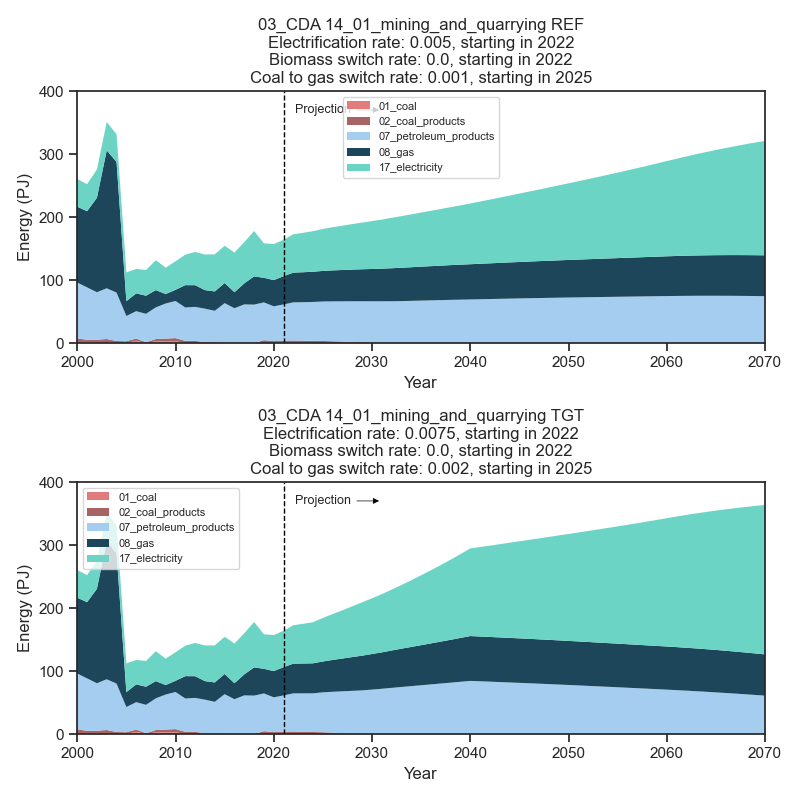 03_CDA 14_01_mining_and_quarrying REF
Electrification rate: 0.005, starting in 2022
Biomass switch rate: 0.0, starting in 2022
Coal to gas switch rate: 0.001, starting in 2025
400
300
200
100
0
Energy (PJ)
Projection
01_coal
02_coal_products
07_petroleum_products
08_gas
17_electricity
2000 2010 2020 2030 2040 2050 2060 2070
Year
03_CDA 14_01_mining_and_quarrying TGT
Electrification rate: 0.0075, starting in 2022
Biomass switch rate: 0.0, starting in 2022
Coal to gas switch rate: 0.002, starting in 2025
400
300
200
100
0
Energy (PJ)
01_coal
02_coal_products
07_petroleum_products
08_gas
17_electricity
Projection
2000 2010 2020 2030 2040 2050 2060 2070
Year